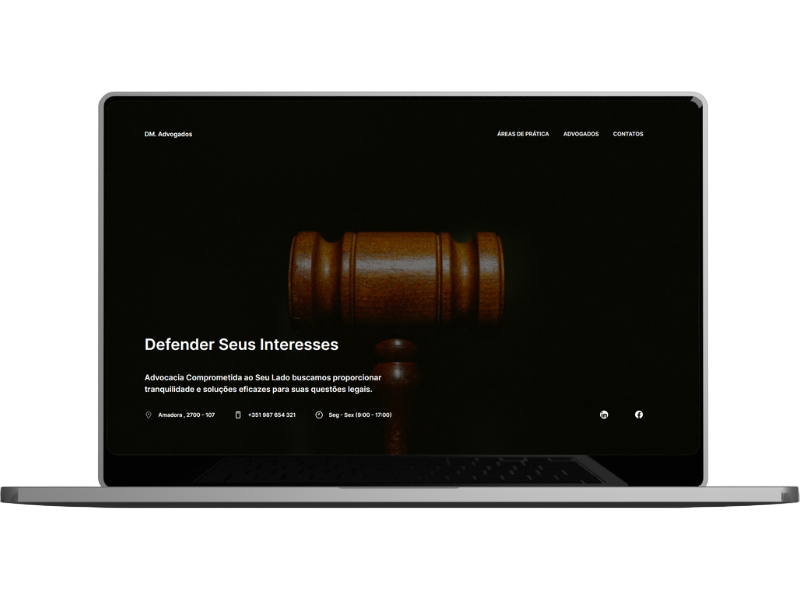 DM. Advogados
ÁREAS DE PRÁTICA ADVOGADOS CONTATOS
Defender Seus Interesses
Advocacia Comprometida ao Seu Lado buscamos proporcionar
tranquilidade e soluções eficazes para suas questões legais.
Amadora , 2700 - 107 +351 987 654 321 Seg - Sex (9:00 - 17:00)